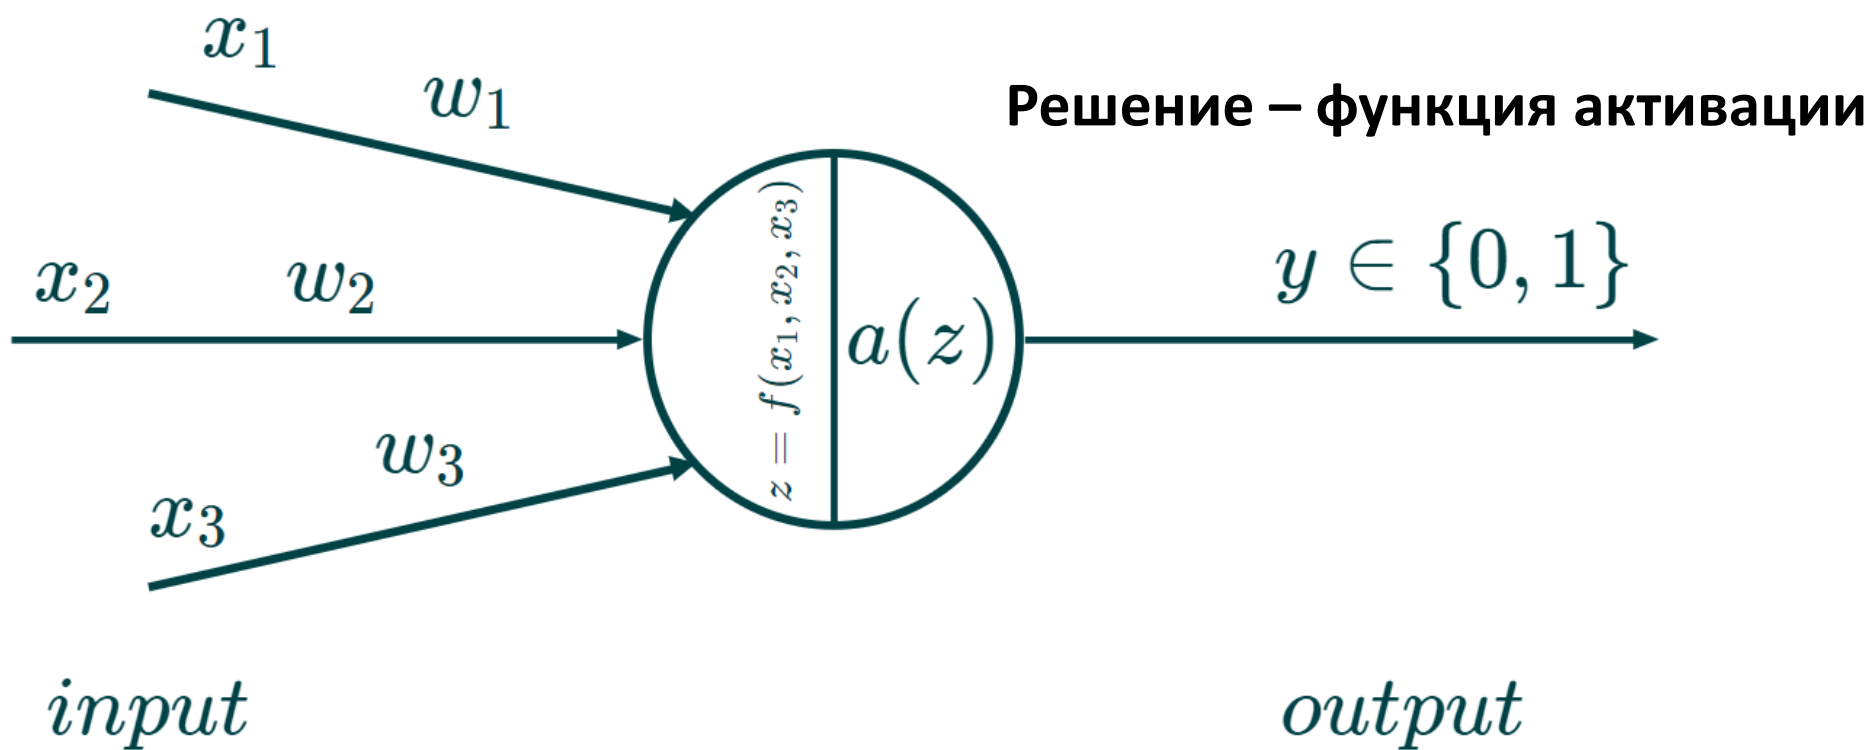 x₁
w₁
Решение – функция активации
x₂
w₂
z = f(x₁, x₂, x₃)
a(z)
y ∈ {0, 1}
w₃
x₃
input
output